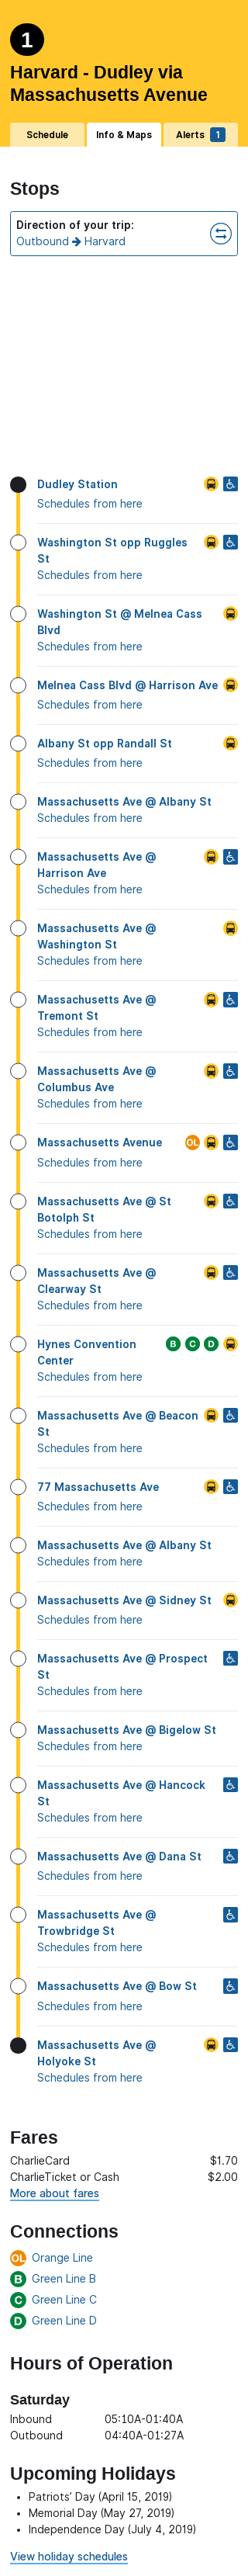 1
Harvard - Dudley via
Massachusetts Avenue
Schedule
Info & Maps
Alerts 1
Stops
Direction of your trip:
Outbound → Harvard
Dudley Station
Schedules from here
Washington St opp Ruggles
St
Schedules from here
Washington St @ Melnea Cass
Blvd
Schedules from here
Melnea Cass Blvd @ Harrison Ave
Schedules from here
Albany St opp Randall St
Schedules from here
Massachusetts Ave @ Albany St
Schedules from here
Massachusetts Ave @
Harrison Ave
Schedules from here
Massachusetts Ave @
Washington St
Schedules from here
Massachusetts Ave @
Tremont St
Schedules from here
Massachusetts Ave @
Columbus Ave
Schedules from here
Massachusetts Avenue OL
Schedules from here
Massachusetts Ave @ St
Botolph St
Schedules from here
Massachusetts Ave @
Clearway St
Schedules from here
Hynes Convention B C D
Center
Schedules from here
Massachusetts Ave @ Beacon
St
Schedules from here
77 Massachusetts Ave
Schedules from here
Massachusetts Ave @ Albany St
Schedules from here
Massachusetts Ave @ Sidney St
Schedules from here
Massachusetts Ave @ Prospect
St
Schedules from here
Massachusetts Ave @ Bigelow St
Schedules from here
Massachusetts Ave @ Hancock
St
Schedules from here
Massachusetts Ave @ Dana St
Schedules from here
Massachusetts Ave @
Trowbridge St
Schedules from here
Massachusetts Ave @ Bow St
Schedules from here
Massachusetts Ave @
Holyoke St
Schedules from here
Fares
CharlieCard $1.70
CharlieTicket or Cash $2.00
More about fares
Connections
OL Orange Line
B Green Line B
C Green Line C
D Green Line D
Hours of Operation
Saturday
Inbound 05:10A-01:40A
Outbound 04:40A-01:27A
Upcoming Holidays
• Patriots’ Day (April 15, 2019)
• Memorial Day (May 27, 2019)
• Independence Day (July 4, 2019)
View holiday schedules